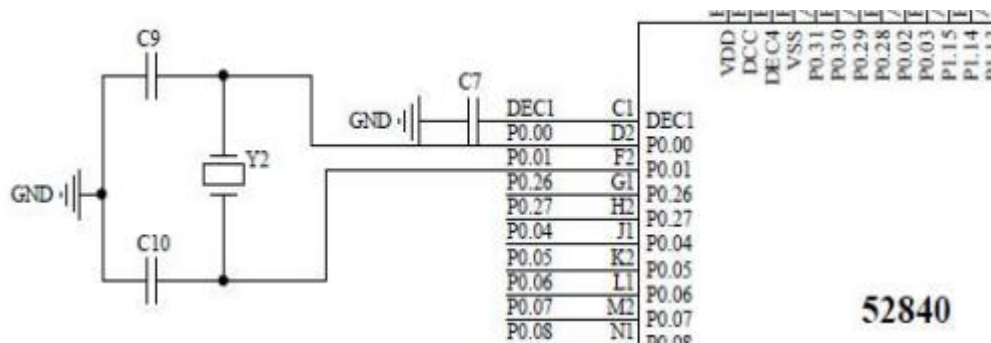 C9
Y2
GND
C10
GND
C7
VDD
DCC
DEC4
VSS
P0.31
P0.30
P0.29
P0.28
P0.02
P0.03
P1.15
P1.14
DEC1 C1 DEC1
P0.00 D2 P0.00
P0.01 F2 P0.01
P0.26 G1 P0.26
P0.27 H2 P0.27
P0.04 J1 P0.04
P0.05 K2 P0.05
P0.06 L1 P0.06
P0.07 M2 P0.07
P0.08 N1 P0.08
52840